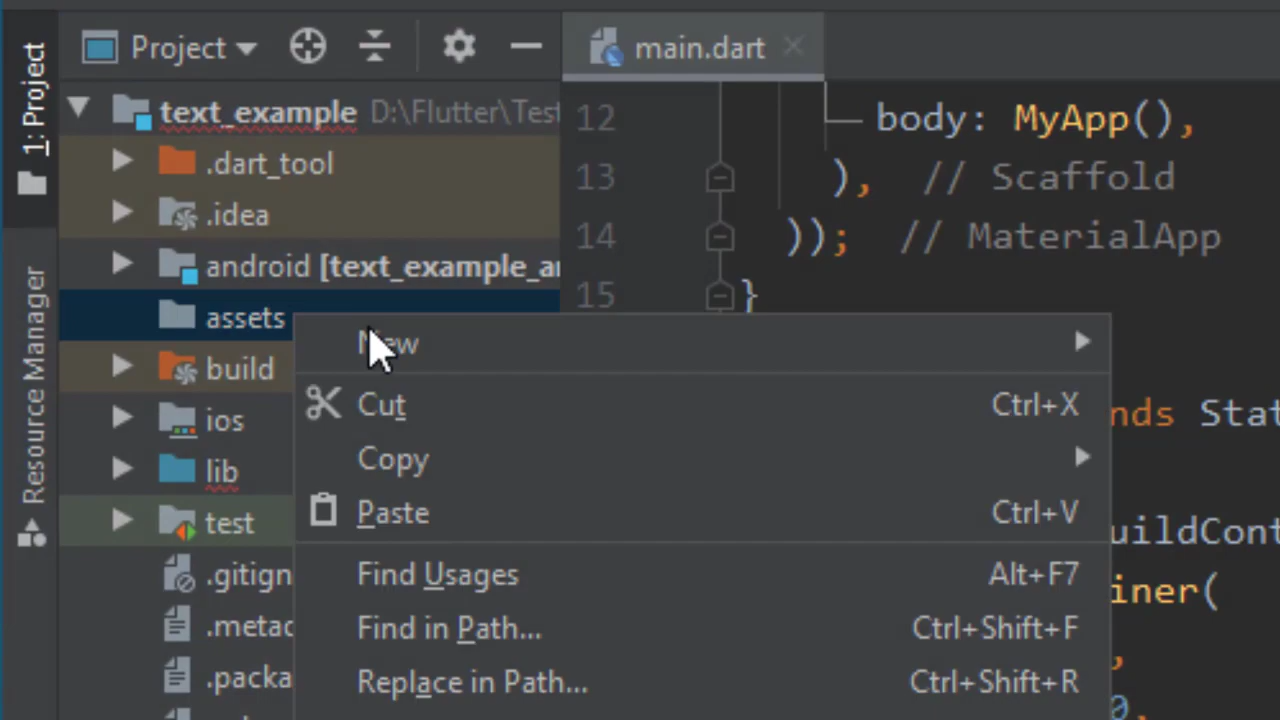 1: Project
Resource Manager
Project
text_example D:\Flutter\Test
.dart_tool
.idea
android [text_example_a
assets
build
ios
lib
test
.gitign
.meta
.packa
main.dart
12 body: MyApp(),
13 ), // Scaffold
14 )); // MaterialApp
15 }
nds Stat
uildCont
iner(
,
0,
New
Cut Ctrl+X
Copy
Paste Ctrl+V
Find Usages Alt+F7
Find in Path... Ctrl+Shift+F
Replace in Path... Ctrl+Shift+R